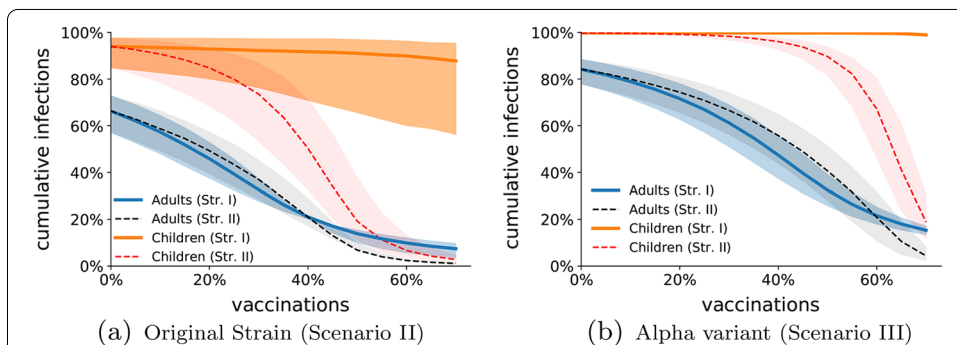 100%
80%
60%
40%
20%
0%
cumulative infections
Adults (Str. I)
Adults (Str. II)
Children (Str. I)
Children (Str. II)
0% 20% 40% 60%
vaccinations
(a) Original Strain (Scenario II)
100%
80%
60%
40%
20%
0%
cumulative infections
Adults (Str. I)
Adults (Str. II)
Children (Str. I)
Children (Str. II)
0% 20% 40% 60%
vaccinations
(b) Alpha variant (Scenario III)